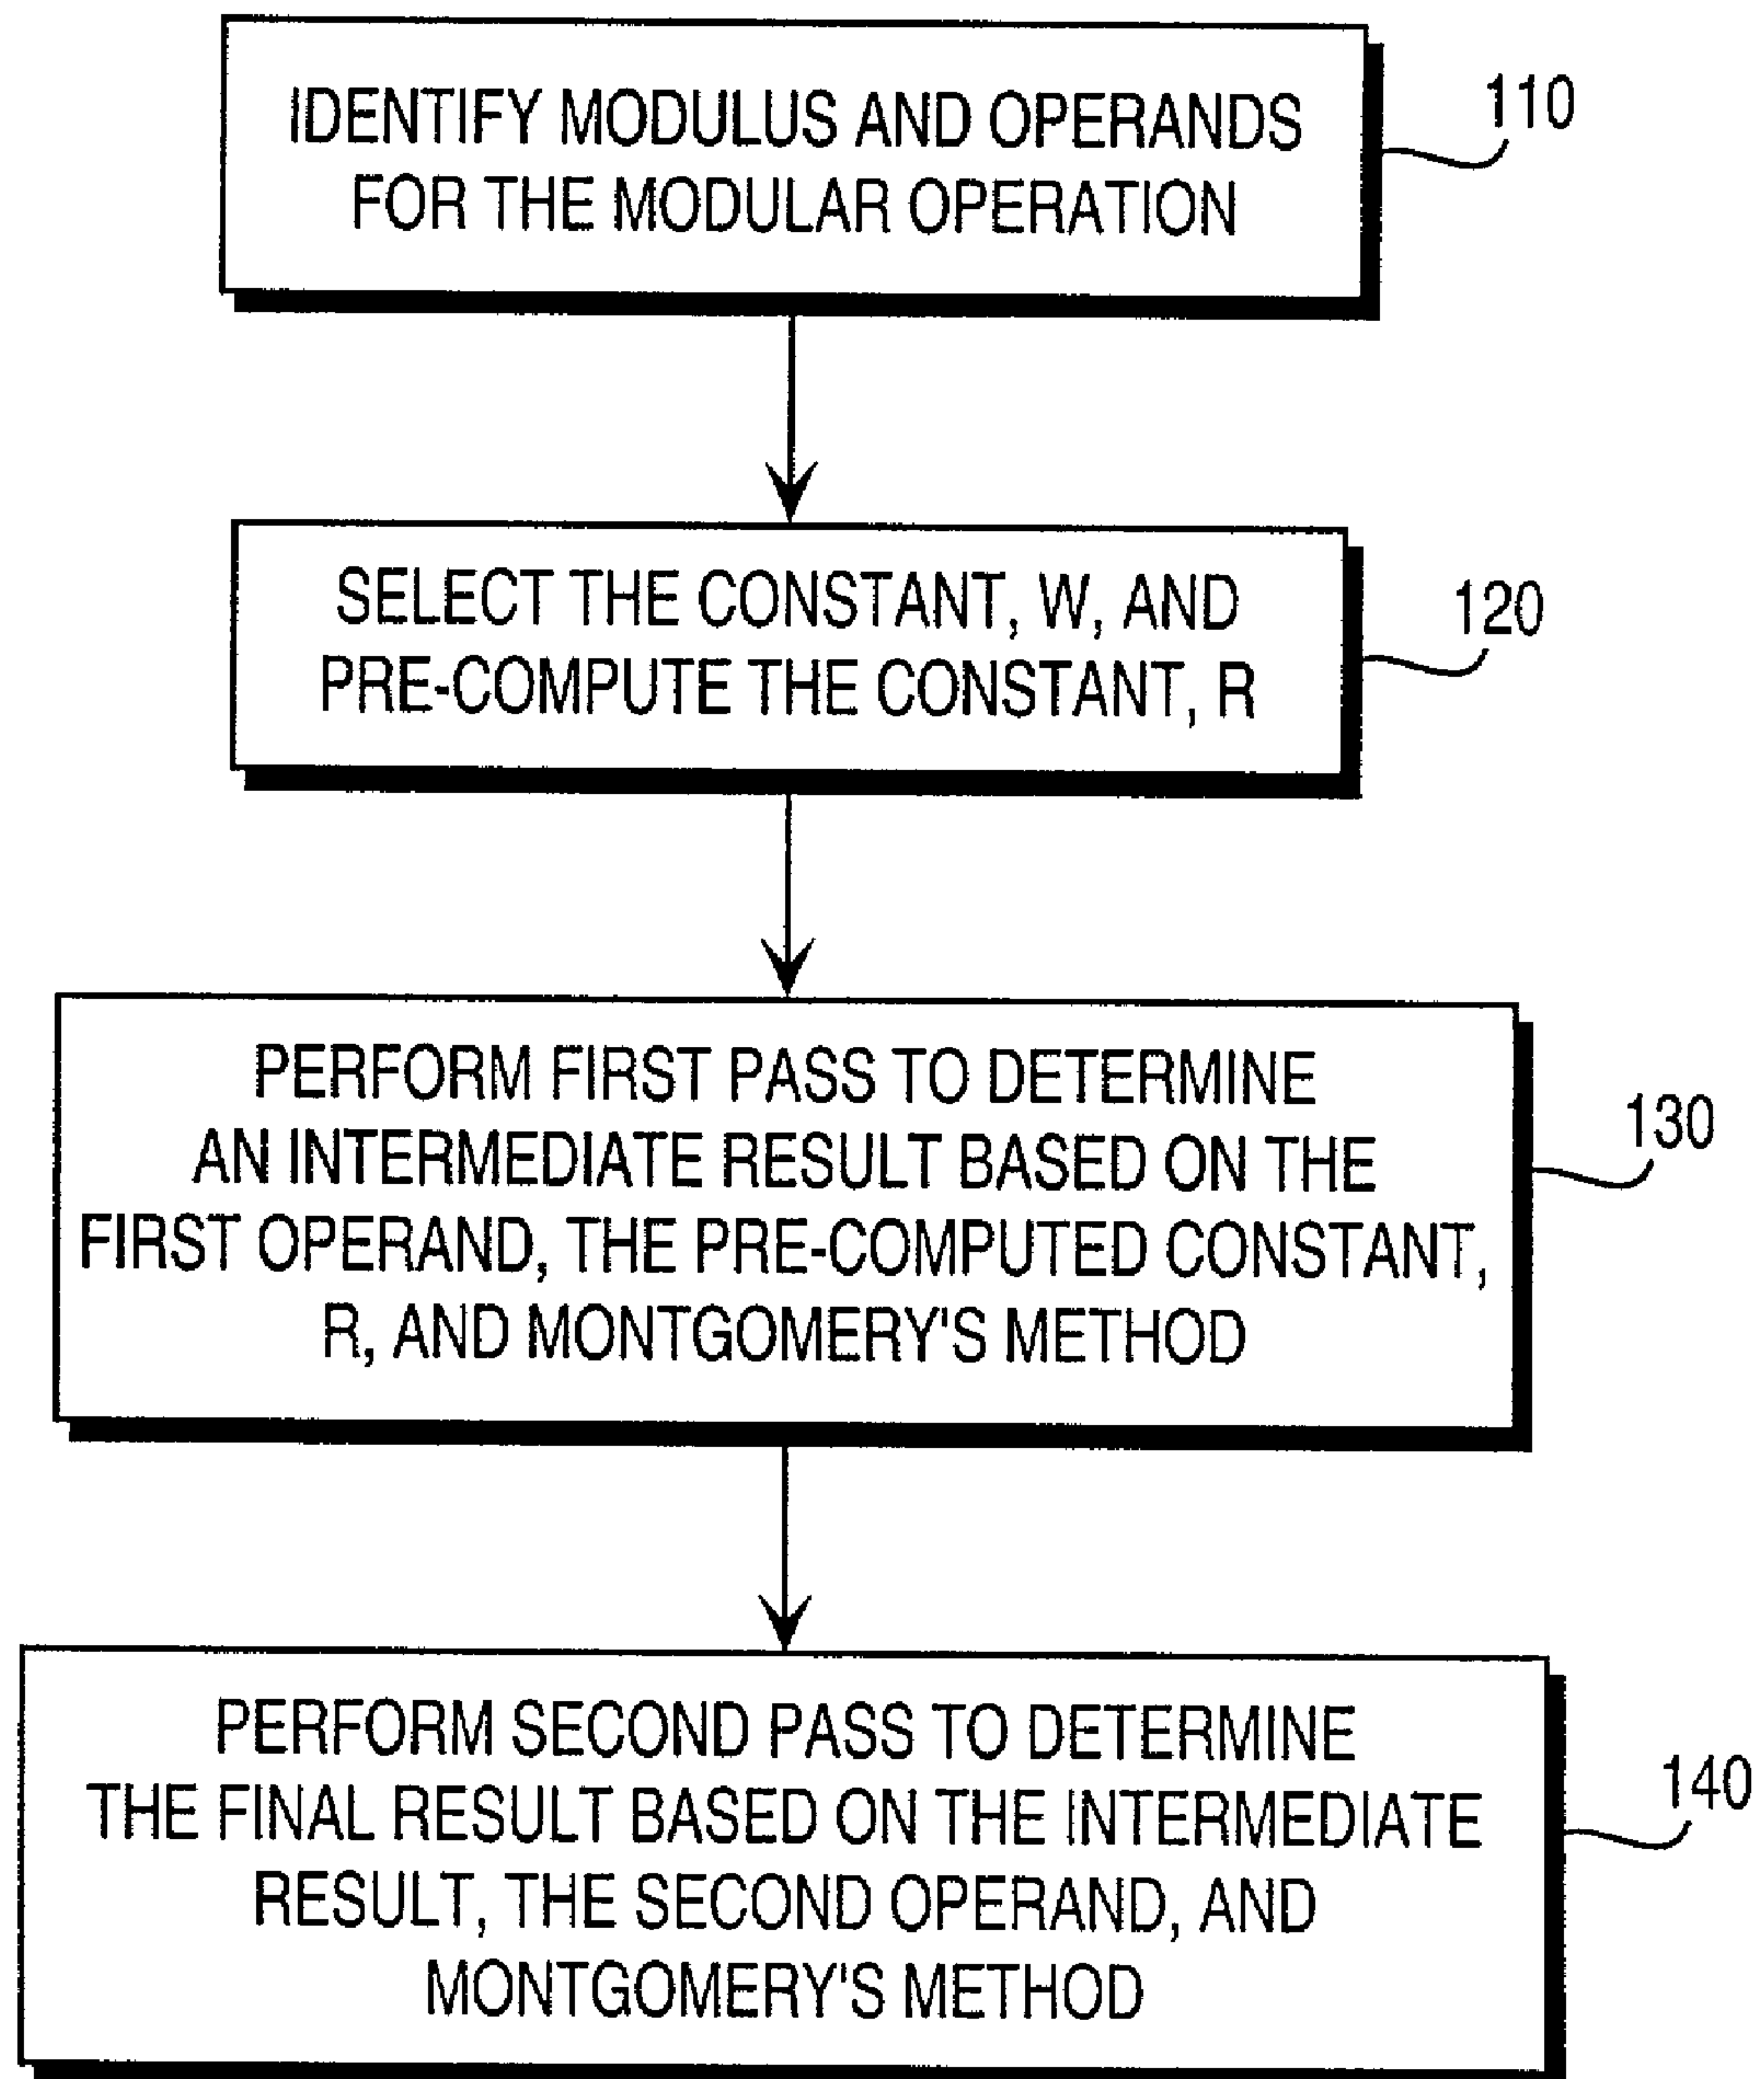 IDENTIFY MODULUS AND OPERANDS
FOR THE MODULAR OPERATION
110
SELECT THE CONSTANT, W, AND
PRE-COMPUTE THE CONSTANT, R
120
PERFORM FIRST PASS TO DETERMINE
AN INTERMEDIATE RESULT BASED ON THE
FIRST OPERAND, THE PRE-COMPUTED CONSTANT,
R, AND MONTGOMERY'S METHOD
130
PERFORM SECOND PASS TO DETERMINE
THE FINAL RESULT BASED ON THE INTERMEDIATE
RESULT, THE SECOND OPERAND, AND
MONTGOMERY'S METHOD
140